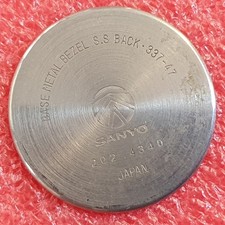 BASE METAL BEZEL S.S BACK·337-47
SANYO
702 4340
JAPAN